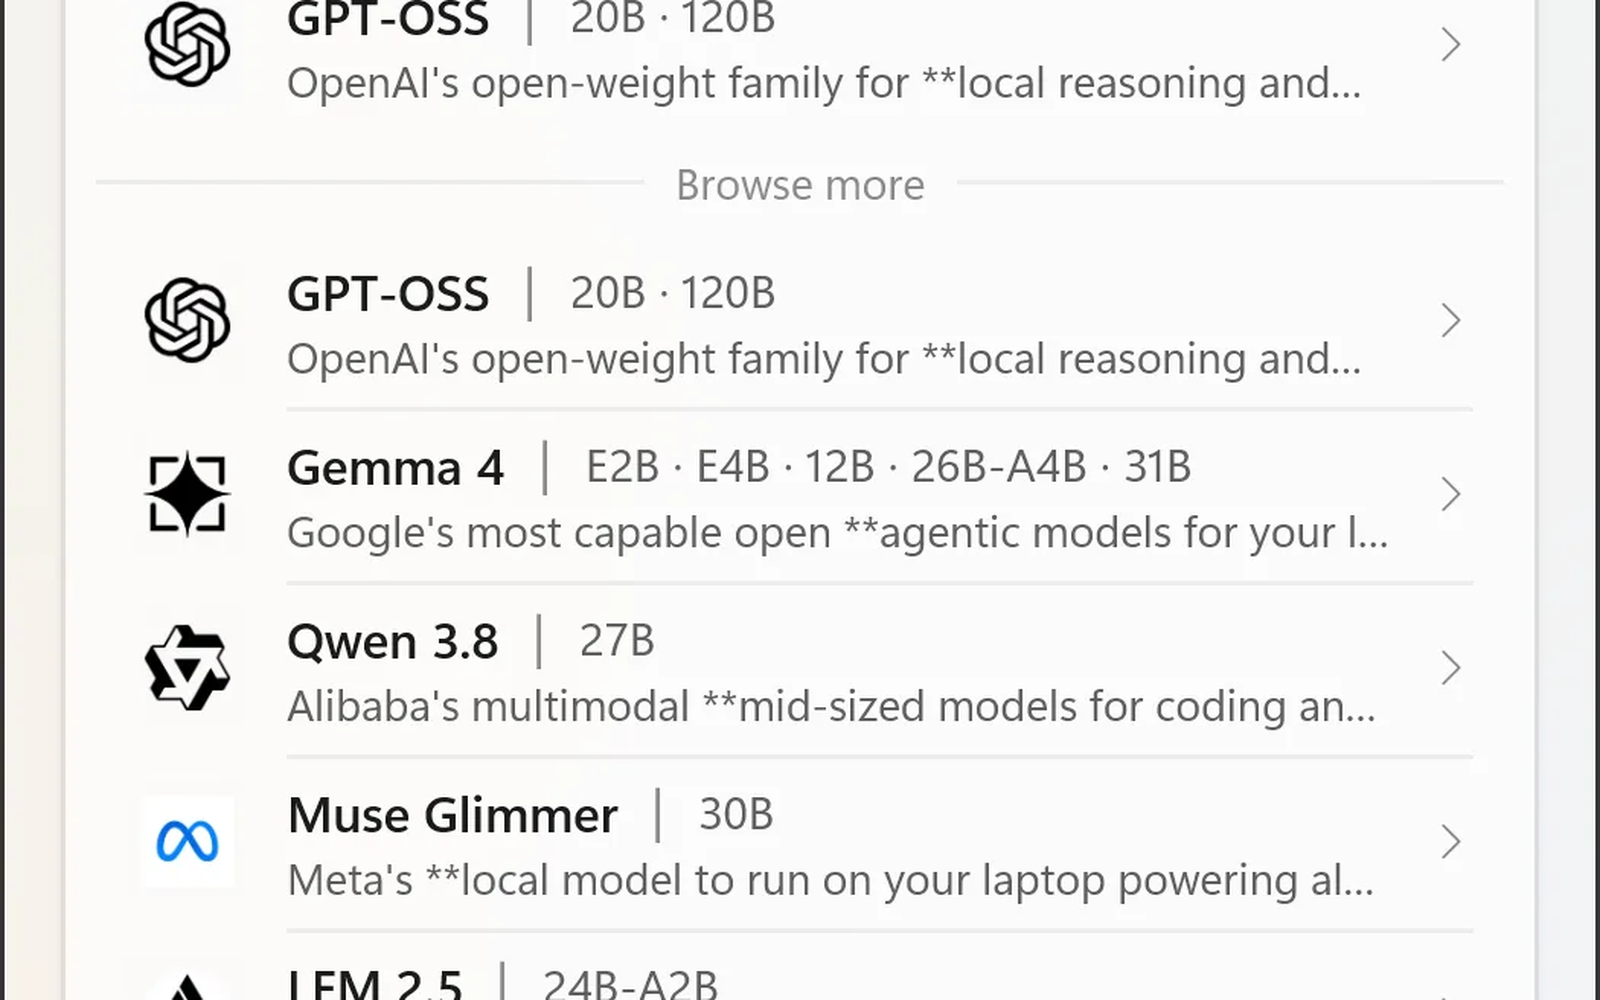 GPT-OSS | 20B · 120B
OpenAI's open-weight family for **local reasoning and...
Browse more
GPT-OSS | 20B · 120B
OpenAI's open-weight family for **local reasoning and...
Gemma 4 | E2B · E4B · 12B · 26B-A4B · 31B
Google's most capable open **agentic models for your l...
Qwen 3.8 | 27B
Alibaba's multimodal **mid-sized models for coding an...
Muse Glimmer | 30B
Meta's **local model to run on your laptop powering al...
LFM 2.5 | 24B-A2B